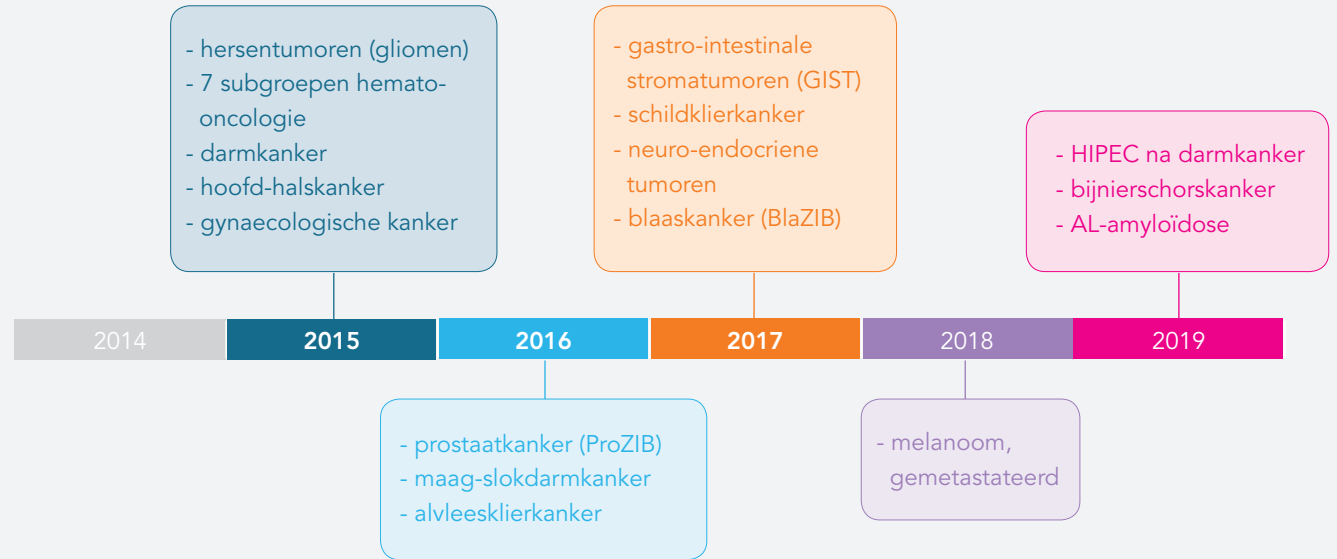 - hersentumoren (gliomen)
- 7 subgroepen hemato-
oncologie
- darmkanker
- hoofd-halskanker
- gynaecologische kanker
- gastro-intestinale
stromatumoren (GIST)
- schildklierkanker
- neuro-endocriene
tumoren
- blaaskanker (BlaZIB)
- HIPEC na darmkanker
- bijnierschorskanker
- AL-amyloïdose
2014 2015 2016 2017 2018 2019
- prostaatkanker (ProZIB)
- maag-slokdarmkanker
- alvleesklierkanker
- melanoom,
gemetastateerd